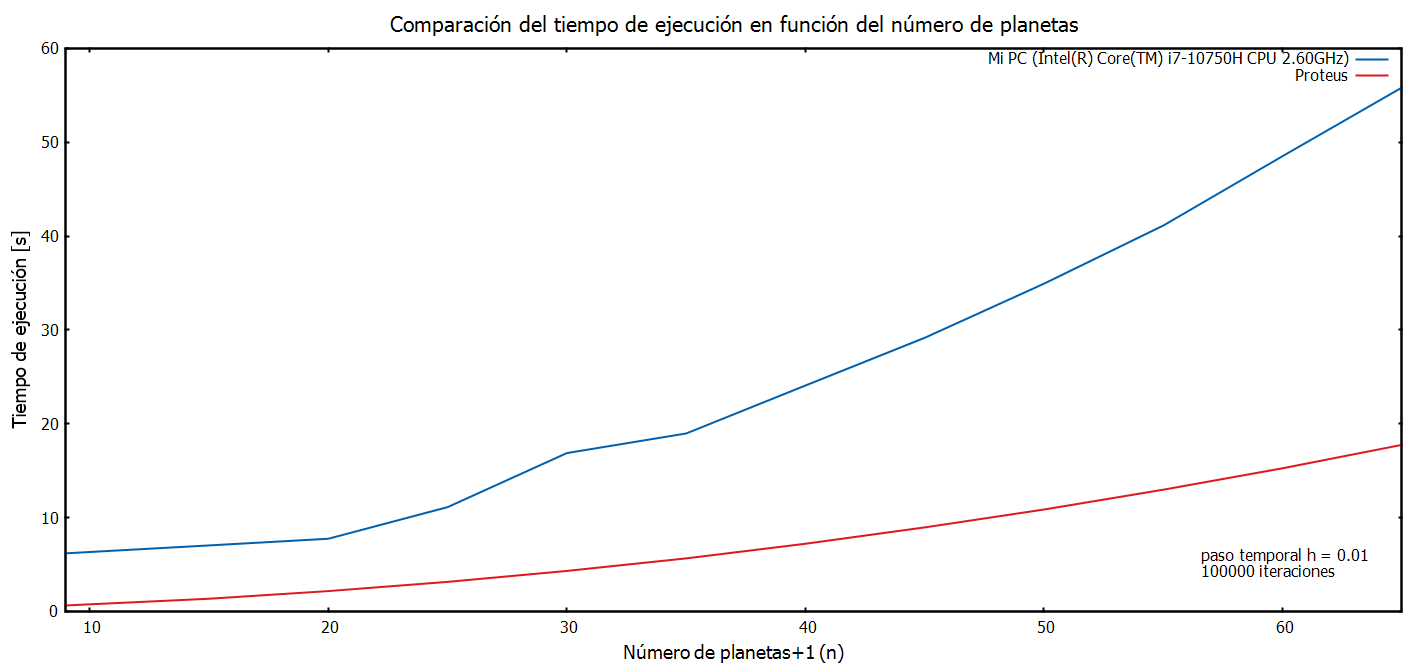 Comparación del tiempo de ejecución en función del número de planetas
Mi PC (Intel(R) Core(TM) i7-10750H CPU 2.60GHz)
Proteus
60
50
40
30
20
10
0
Tiempo de ejecución [s]
paso temporal h = 0.01
100000 iteraciones
10 20 30 40 50 60
Número de planetas+1 (n)